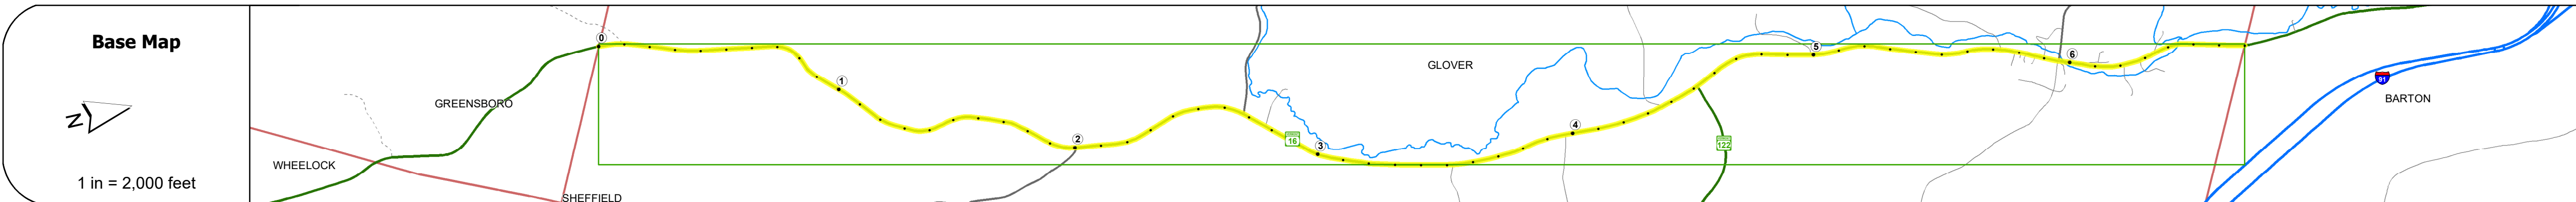 Base Map
N
1 in = 2,000 feet
WHEELOCK
GREENSBORO
SHEFFIELD
0
1
2
16
3
GLOVER
4
122
5
6
91
BARTON